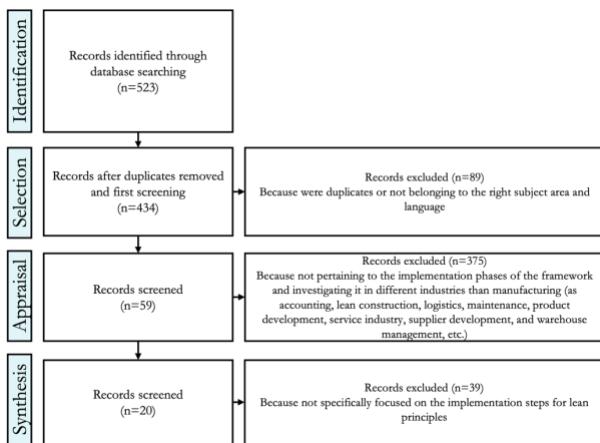 Identification
Records identified through
database searching
(n=523)
Selection
Records after duplicates removed
and first screening
(n=434)
Records excluded (n=89)
Because were duplicates or not belonging to the right subject area and
language
Appraisal
Records screened
(n=59)
Records excluded (n=375)
Because not pertaining to the implementation phases of the framework
and investigating it in different industries than manufacturing (as
accounting, lean construction, logistics, maintenance, product
development, service industry, supplier development, and warehouse
management, etc.)
Synthesis
Records screened
(n=20)
Records excluded (n=39)
Because not specifically focused on the implementation steps for lean
principles